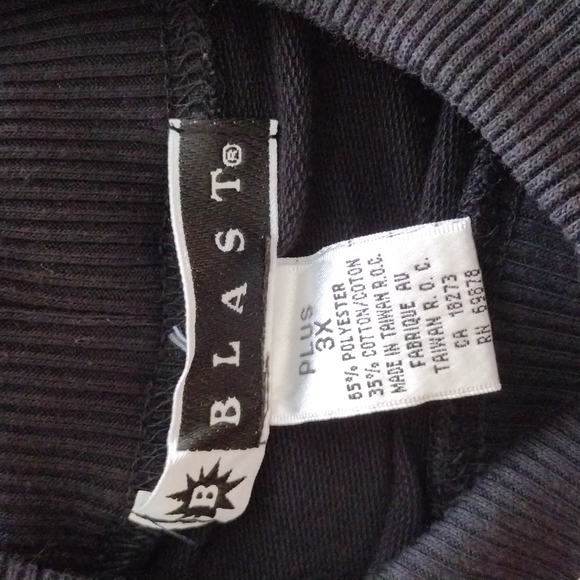 BLAST®
B
PLUS
3X
65% POLYESTER
35% COTTON/COTON
MADE IN TAIWAN R.O.C.
FABRIQUE AU
TAIWAN R. O. C.
CA 18273
RN 69878